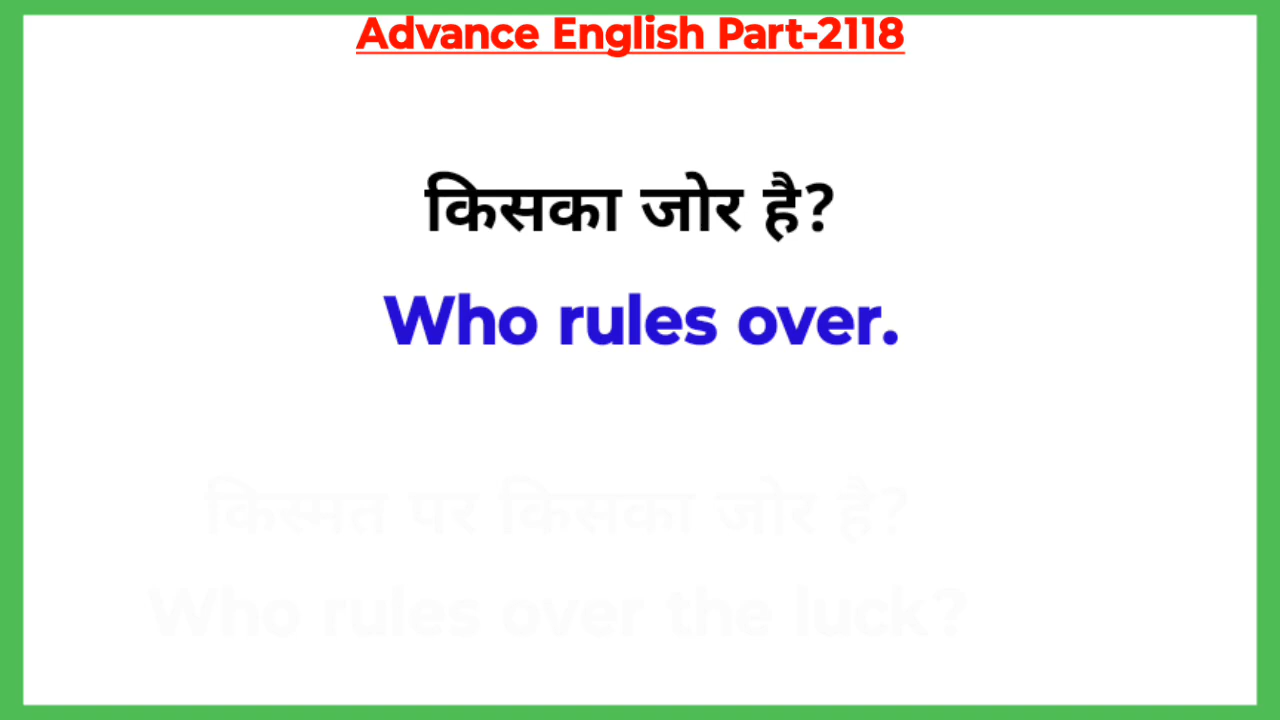 Advance English Part-2118
किसका जोर है?
Who rules over.
किस्मत पर किसका जोर है?
Who rules over the luck?